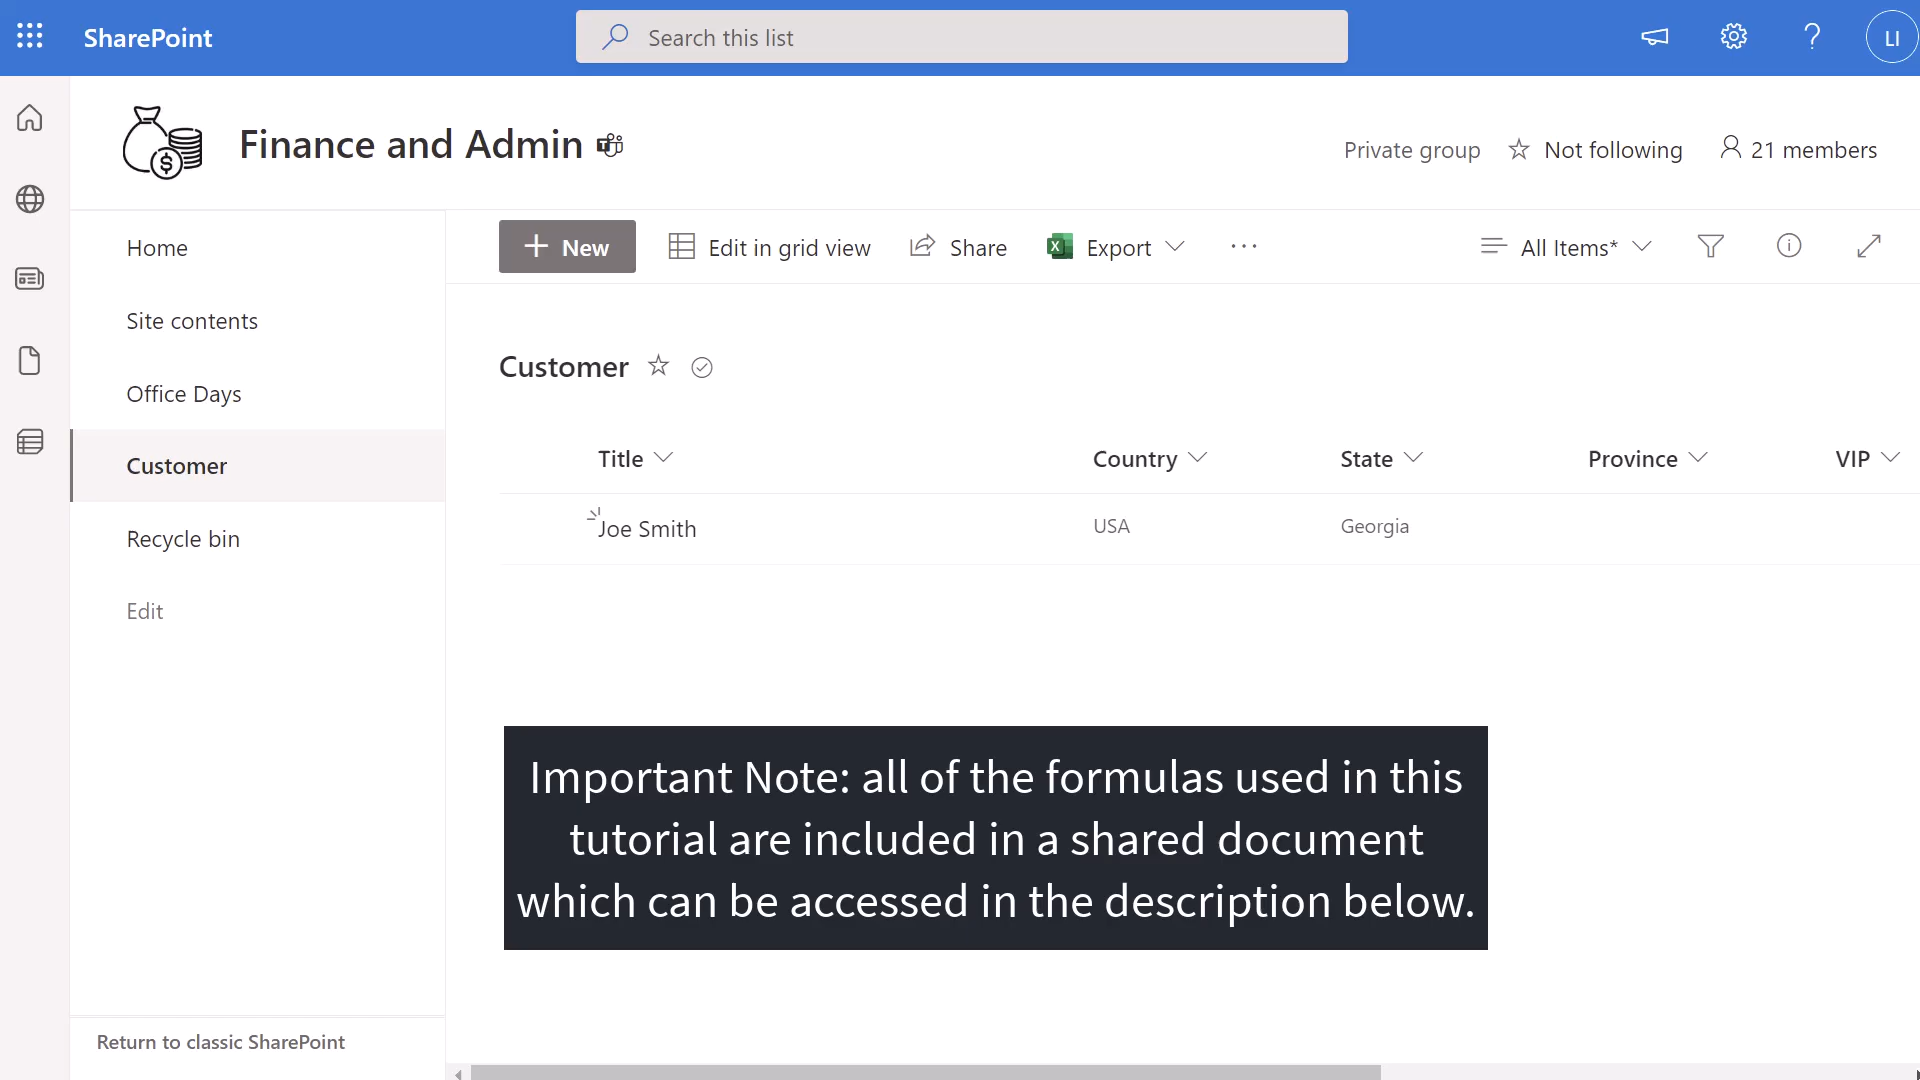 SharePoint
Search this list
LI
Finance and Admin
Private group
Not following
21 members
Home
Site contents
Office Days
Customer
Recycle bin
Edit
Return to classic SharePoint
New
Edit in grid view
Share
Export
All Items*
Customer
Title
Country
State
Province
VIP
Joe Smith
USA
Georgia
Important Note: all of the formulas used in this
tutorial are included in a shared document
which can be accessed in the description below.